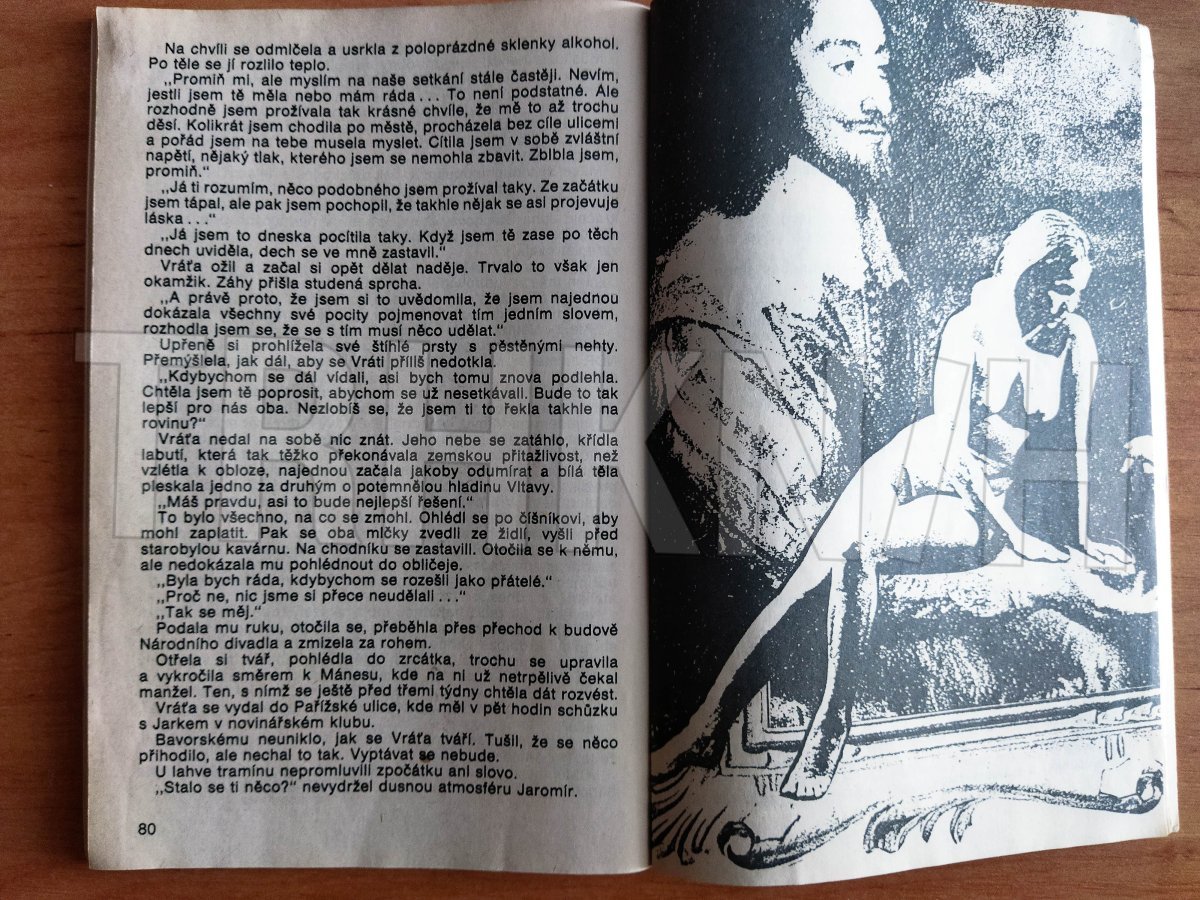 Na chvíli se odmlčela a usrkla z poloprázdné sklenky alkohol.
Po těle se jí rozlilo teplo.
„Promiň mi, ale myslím na naše setkání stále častěji. Nevím,
jestli jsem tě měla nebo mám ráda... To není podstatné. Ale
rozhodně jsem prožívala tak krásné chvíle, že mě to až trochu
děsí. Kolikrát jsem chodila po městě, procházela bez cíle ulicemi
a pořád jsem na tebe musela myslet. Cítila jsem v sobě zvláštní
napětí, nějaký tlak, kterého jsem se nemohla zbavit. Zblbla jsem,
promiň.“
„Já ti rozumím, něco podobného jsem prožíval taky. Ze začátku
jsem tápal, ale pak jsem pochopil, že takhle nějak se asi projevuje
láska...“
„Já jsem to dneska pocítila taky. Když jsem tě zase po těch
dnech uviděla, dech se ve mně zastavil.“
Vráťa ožil a začal si opět dělat naděje. Trvalo to však jen
okamžik. Záhy přišla studená sprcha.
„A právě proto, že jsem si to uvědomila, že jsem najednou
dokázala všechny své pocity pojmenovat tím jedním slovem,
rozhodla jsem se, že se s tím musí něco udělat.“
Upřeně si prohlížela své štíhlé prsty s pěstěnými nehty.
Přemýšlela, jak dál, aby se Vráti příliš nedotkla.
„Kdybychom se dál vídali, asi bych tomu znova podlehla.
Chtěla jsem tě poprosit, abychom se už nesetkávali. Bude to tak
lepší pro nás oba. Nezlobíš se, že jsem ti to řekla takhle na
rovinu?“
Vráťa nedal na sobě nic znát. Jeho nebe se zatáhlo, křídla
labutí, která tak těžko překonávala zemskou přitažlivost, než
vzlétla k obloze, najednou začala jakoby odumírat a bílá těla
pleskala jedno za druhým o potemnělou hladinu Vltavy.
„Máš pravdu, asi to bude nejlepší řešení.“
To bylo všechno, na co se zmohl. Ohlédl se po číšníkovi, aby
mohl zaplatit. Pak se oba mlčky zvedli ze židlí, vyšli před
starobylou kavárnu. Na chodníku se zastavili. Otočila se k němu,
ale nedokázala mu pohlédnout do obličeje.
„Byla bych ráda, kdybychom se rozešli jako přátelé.“
„Proč ne, nic jsme si přece neudělali...“
„Tak se měj.“
Podala mu ruku, otočila se, přeběhla přes přechod k budově
Národního divadla a zmizela za rohem.
Otřela si tvář, pohlédla do zrcátka, trochu se upravila
a vykročila směrem k Mánesu, kde na ni už netrpělivě čekal
manžel. Ten, s nímž se ještě před třemi týdny chtěla dát rozvést.
Vráťa se vydal do Pařížské ulice, kde měl v pět hodin schůzku
s Jarkem v novinářském klubu.
Bavorskému neuniklo, jak se Vráťa tváří. Tušil, že se něco
přihodilo, ale nechal to tak. Vyptávat se nebude.
U lahve tramínu nepromluvili zpočátku ani slovo.
„Stalo se ti něco?“ nevydržel dusnou atmosféru Jaromír.
80